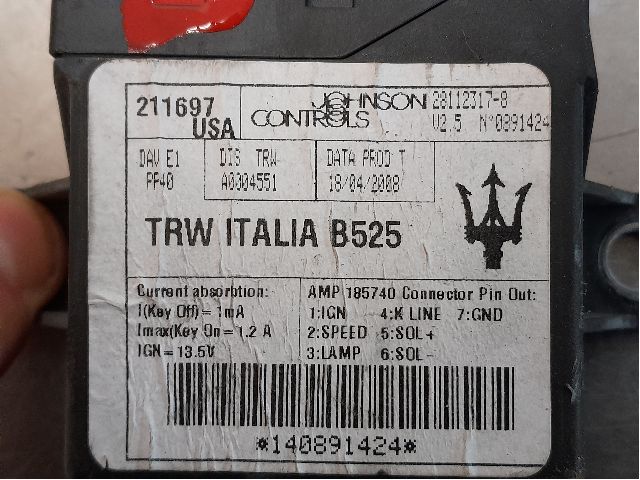 211697
USA
JOHNSON
CONTROLS
28112317-8
V2.5 N°0891424
DAV E1
PP40
DIS TRW
A0004551
DATA PROD T
18/04/2008
TRW ITALIA B525
Current absorbtion:
I(Key Off)=1mA
Imax(Key On=1.2 A
IGN=13.5V
AMP 185740 Connector Pin Out:
1:IGN 4:K LINE 7:GND
2:SPEED 5:SOL+
3:LAMP 6:SOL-
*140891424*